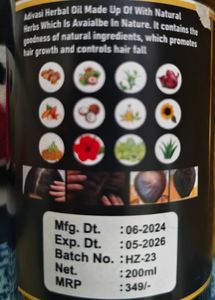 Adivasi Herbal Oil Made Up Of With Natural
Herbs Which Is Avaialbe In Nature. It contains the
goodness of natural ingredients, which promotes
hair growth and controls hair fall
Mfg. Dt. :06-2024
Exp. Dt. :05-2026
Batch No. :HZ-23
Net. :200ml
MRP :349/-